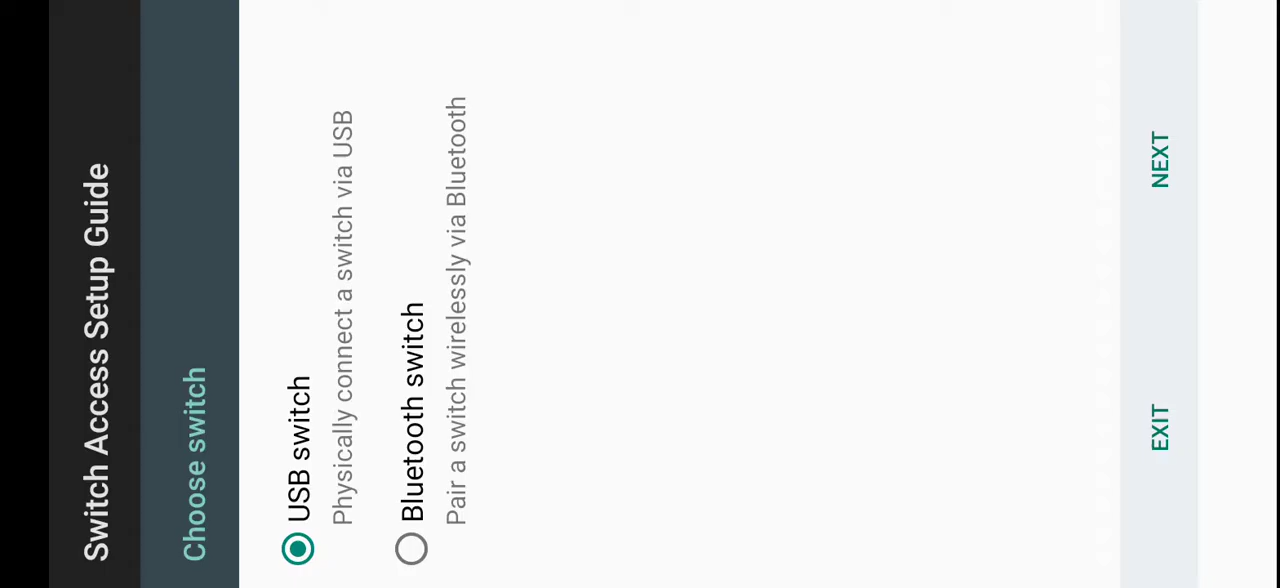 Switch Access Setup Guide
Choose switch
USB switch
Physically connect a switch via USB
Bluetooth switch
Pair a switch wirelessly via Bluetooth
EXIT
NEXT